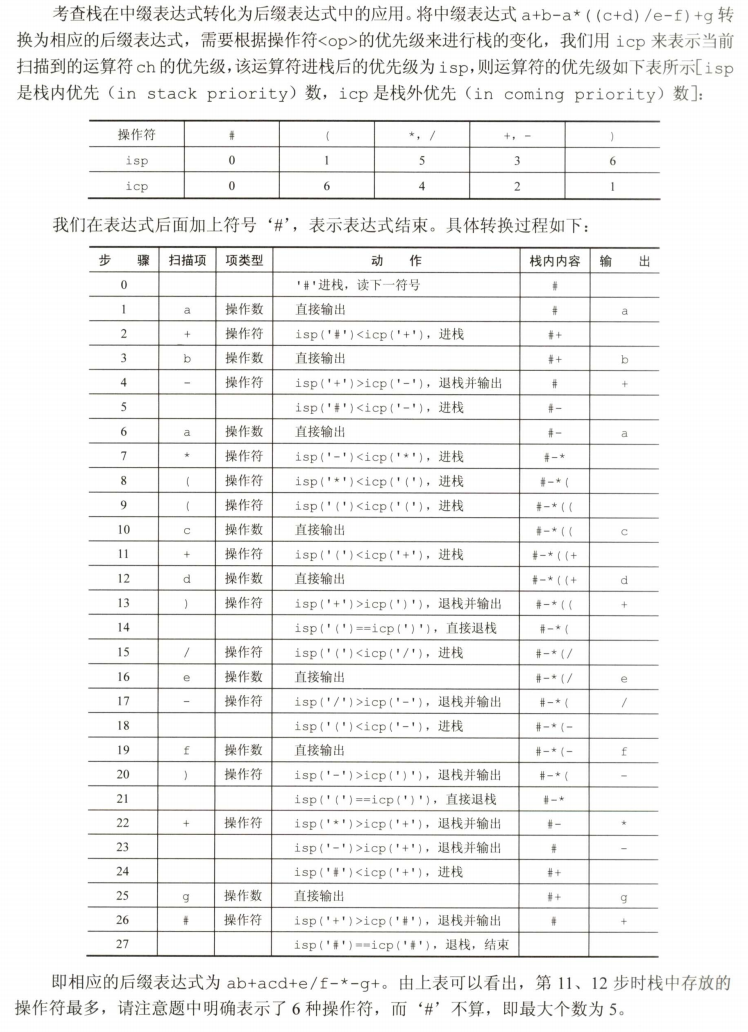 考查栈在中缀表达式转化为后缀表达式中的应用。将中缀表达式 a+b-a*((c+d)/e-f)+g 转
换为相应的后缀表达式，需要根据操作符<op>的优先级来进行栈的变化，我们用 icp 来表示当前
扫描到的运算符 ch 的优先级，该运算符进栈后的优先级为 isp，则运算符的优先级如下表所示[isp
是栈内优先（in stack priority）数，icp 是栈外优先（in coming priority）数]：
操作符 # ( *, / +, - )
isp 0 1 5 3 6
icp 0 6 4 2 1
我们在表达式后面加上符号‘#’，表示表达式结束。具体转换过程如下：
步 骤 扫描项 项类型 动 作 栈内内容 输 出
0 '#'进栈，读下一符号 #
1 a 操作数 直接输出 # a
2 + 操作符 isp('#')<icp('+')，进栈 #+
3 b 操作数 直接输出 #+ b
4 - 操作符 isp('+')>icp('-')，退栈并输出 # +
5 isp('#')<icp('-')，进栈 #-
6 a 操作数 直接输出 #- a
7 * 操作符 isp('-')<icp('*')，进栈 #-*
8 ( 操作符 isp('*')<icp('(')，进栈 #-*(
9 ( 操作符 isp('(')<icp('(')，进栈 #-*((
10 c 操作数 直接输出 #-*(( c
11 + 操作符 isp('(')<icp('+')，进栈 #-*((+
12 d 操作数 直接输出 #-*((+ d
13 ) 操作符 isp('+')>icp(')')，退栈并输出 #-*(( +
14 isp('(')==icp(')')，直接退栈 #-*(
15 / 操作符 isp('(')<icp('/')，进栈 #-*(/
16 e 操作数 直接输出 #-*(/ e
17 - 操作符 isp('/')>icp('-')，退栈并输出 #-*( /
18 isp('(')<icp('-')，进栈 #-*(-
19 f 操作数 直接输出 #-*(- f
20 ) 操作符 isp('-')>icp(')')，退栈并输出 #-*( -
21 isp('(')==icp(')')，直接退栈 #-*
22 + 操作符 isp('*')>icp('+')，退栈并输出 #- *
23 isp('-')>icp('+')，退栈并输出 # -
24 isp('#')<icp('+')，进栈 #+
25 g 操作数 直接输出 #+ g
26 # 操作符 isp('+')>icp('#')，退栈并输出 # +
27 isp('#')==icp('#')，退栈，结束
即相应的后缀表达式为 ab+acd+e/f-*-g+。由上表可以看出，第 11、12 步时栈中存放的
操作符最多，请注意题中明确表示了 6 种操作符，而‘#’不算，即最大个数为 5。